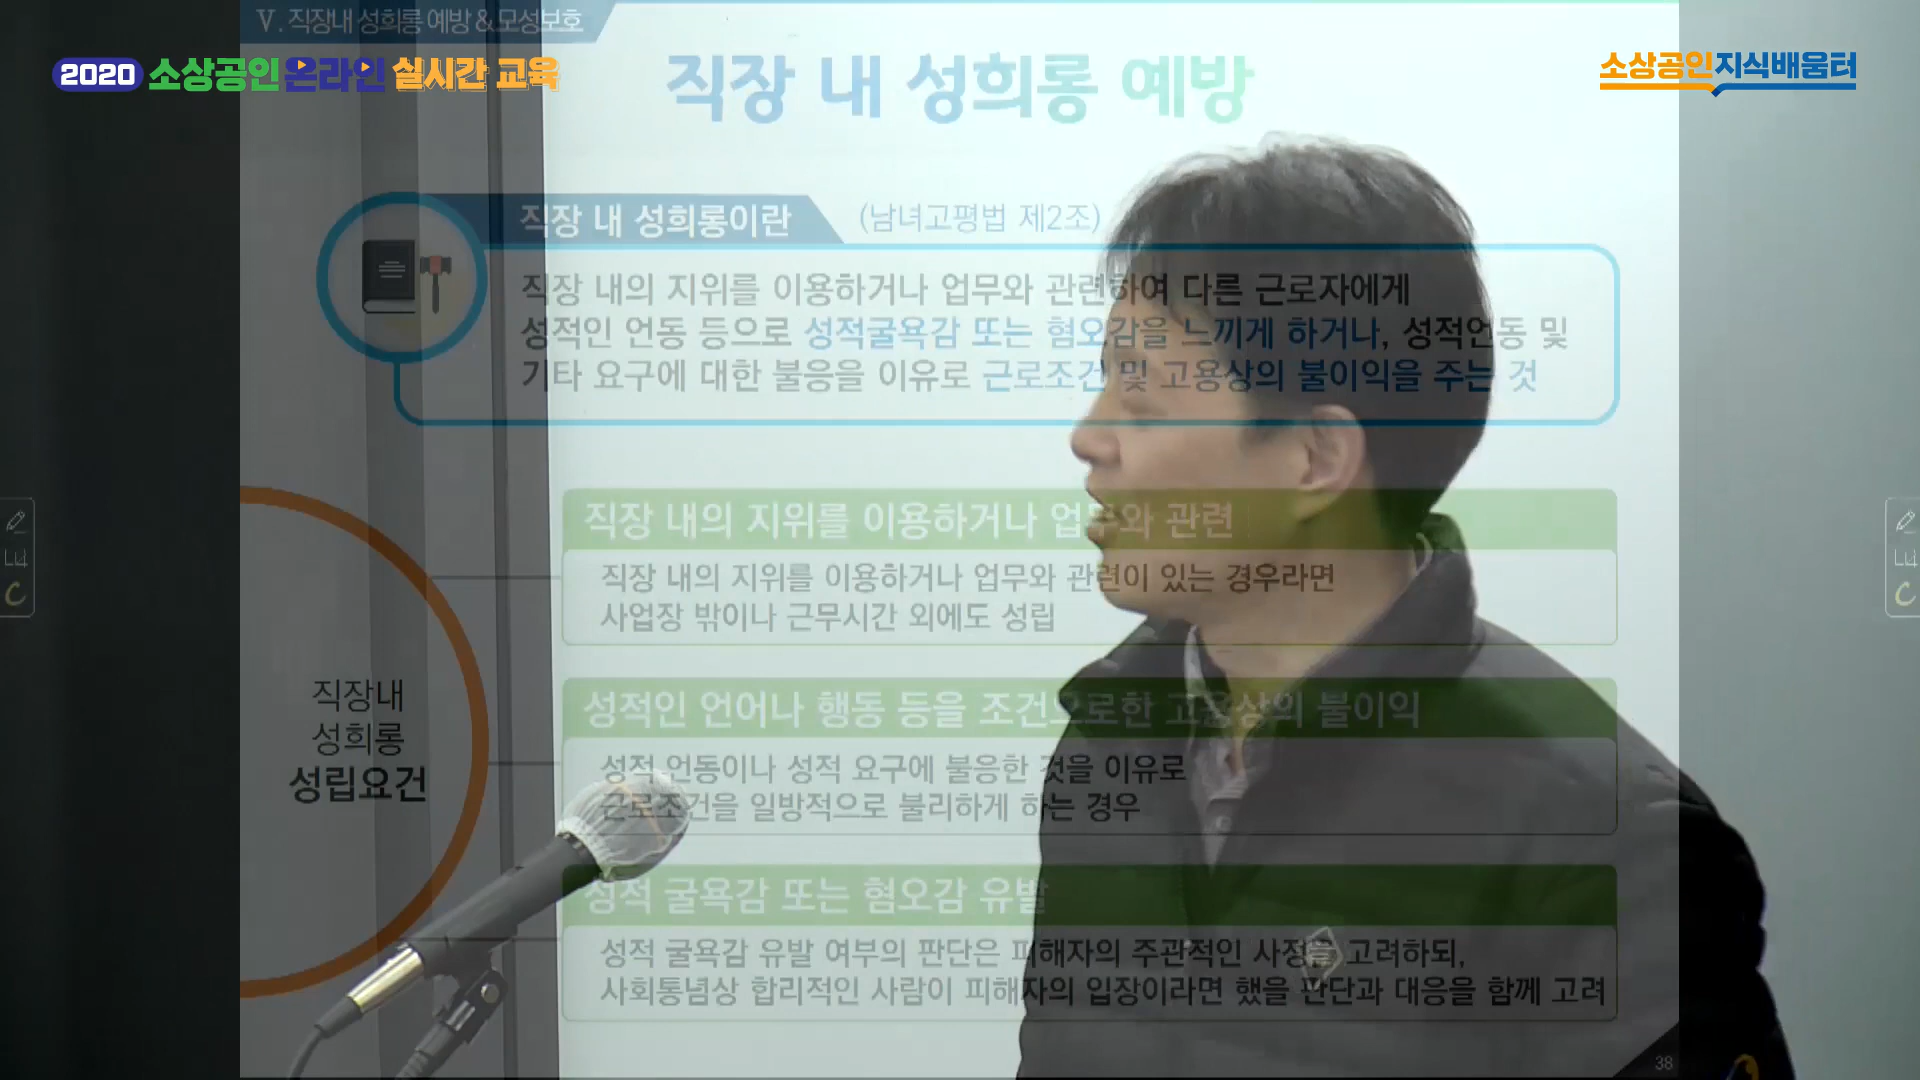 Ⅴ. 직장내 성희롱 예방 & 모성보호
2020 소상공인 온라인 실시간 교육
소상공인지식배움터
직장 내 성희롱 예방
직장 내 성희롱이란 (남녀고평법 제2조)
직장 내의 지위를 이용하거나 업무와 관련하여 다른 근로자에게
성적인 언동 등으로 성적굴욕감 또는 혐오감을 느끼게 하거나, 성적언동 및
기타 요구에 대한 불응을 이유로 근로조건 및 고용상의 불이익을 주는 것
직장내
성희롱
성립요건
직장 내의 지위를 이용하거나 업무와 관련
직장 내의 지위를 이용하거나 업무와 관련이 있는 경우라면
사업장 밖이나 근무시간 외에도 성립
성적인 언어나 행동 등을 조건으로한 고용상의 불이익
성적 언동이나 성적 요구에 불응한 것을 이유로
근로조건을 일방적으로 불리하게 하는 경우
성적 굴욕감 또는 혐오감 유발
성적 굴욕감 유발 여부의 판단은 피해자의 주관적인 사정을 고려하되,
사회통념상 합리적인 사람이 피해자의 입장이라면 했을 판단과 대응을 함께 고려
38